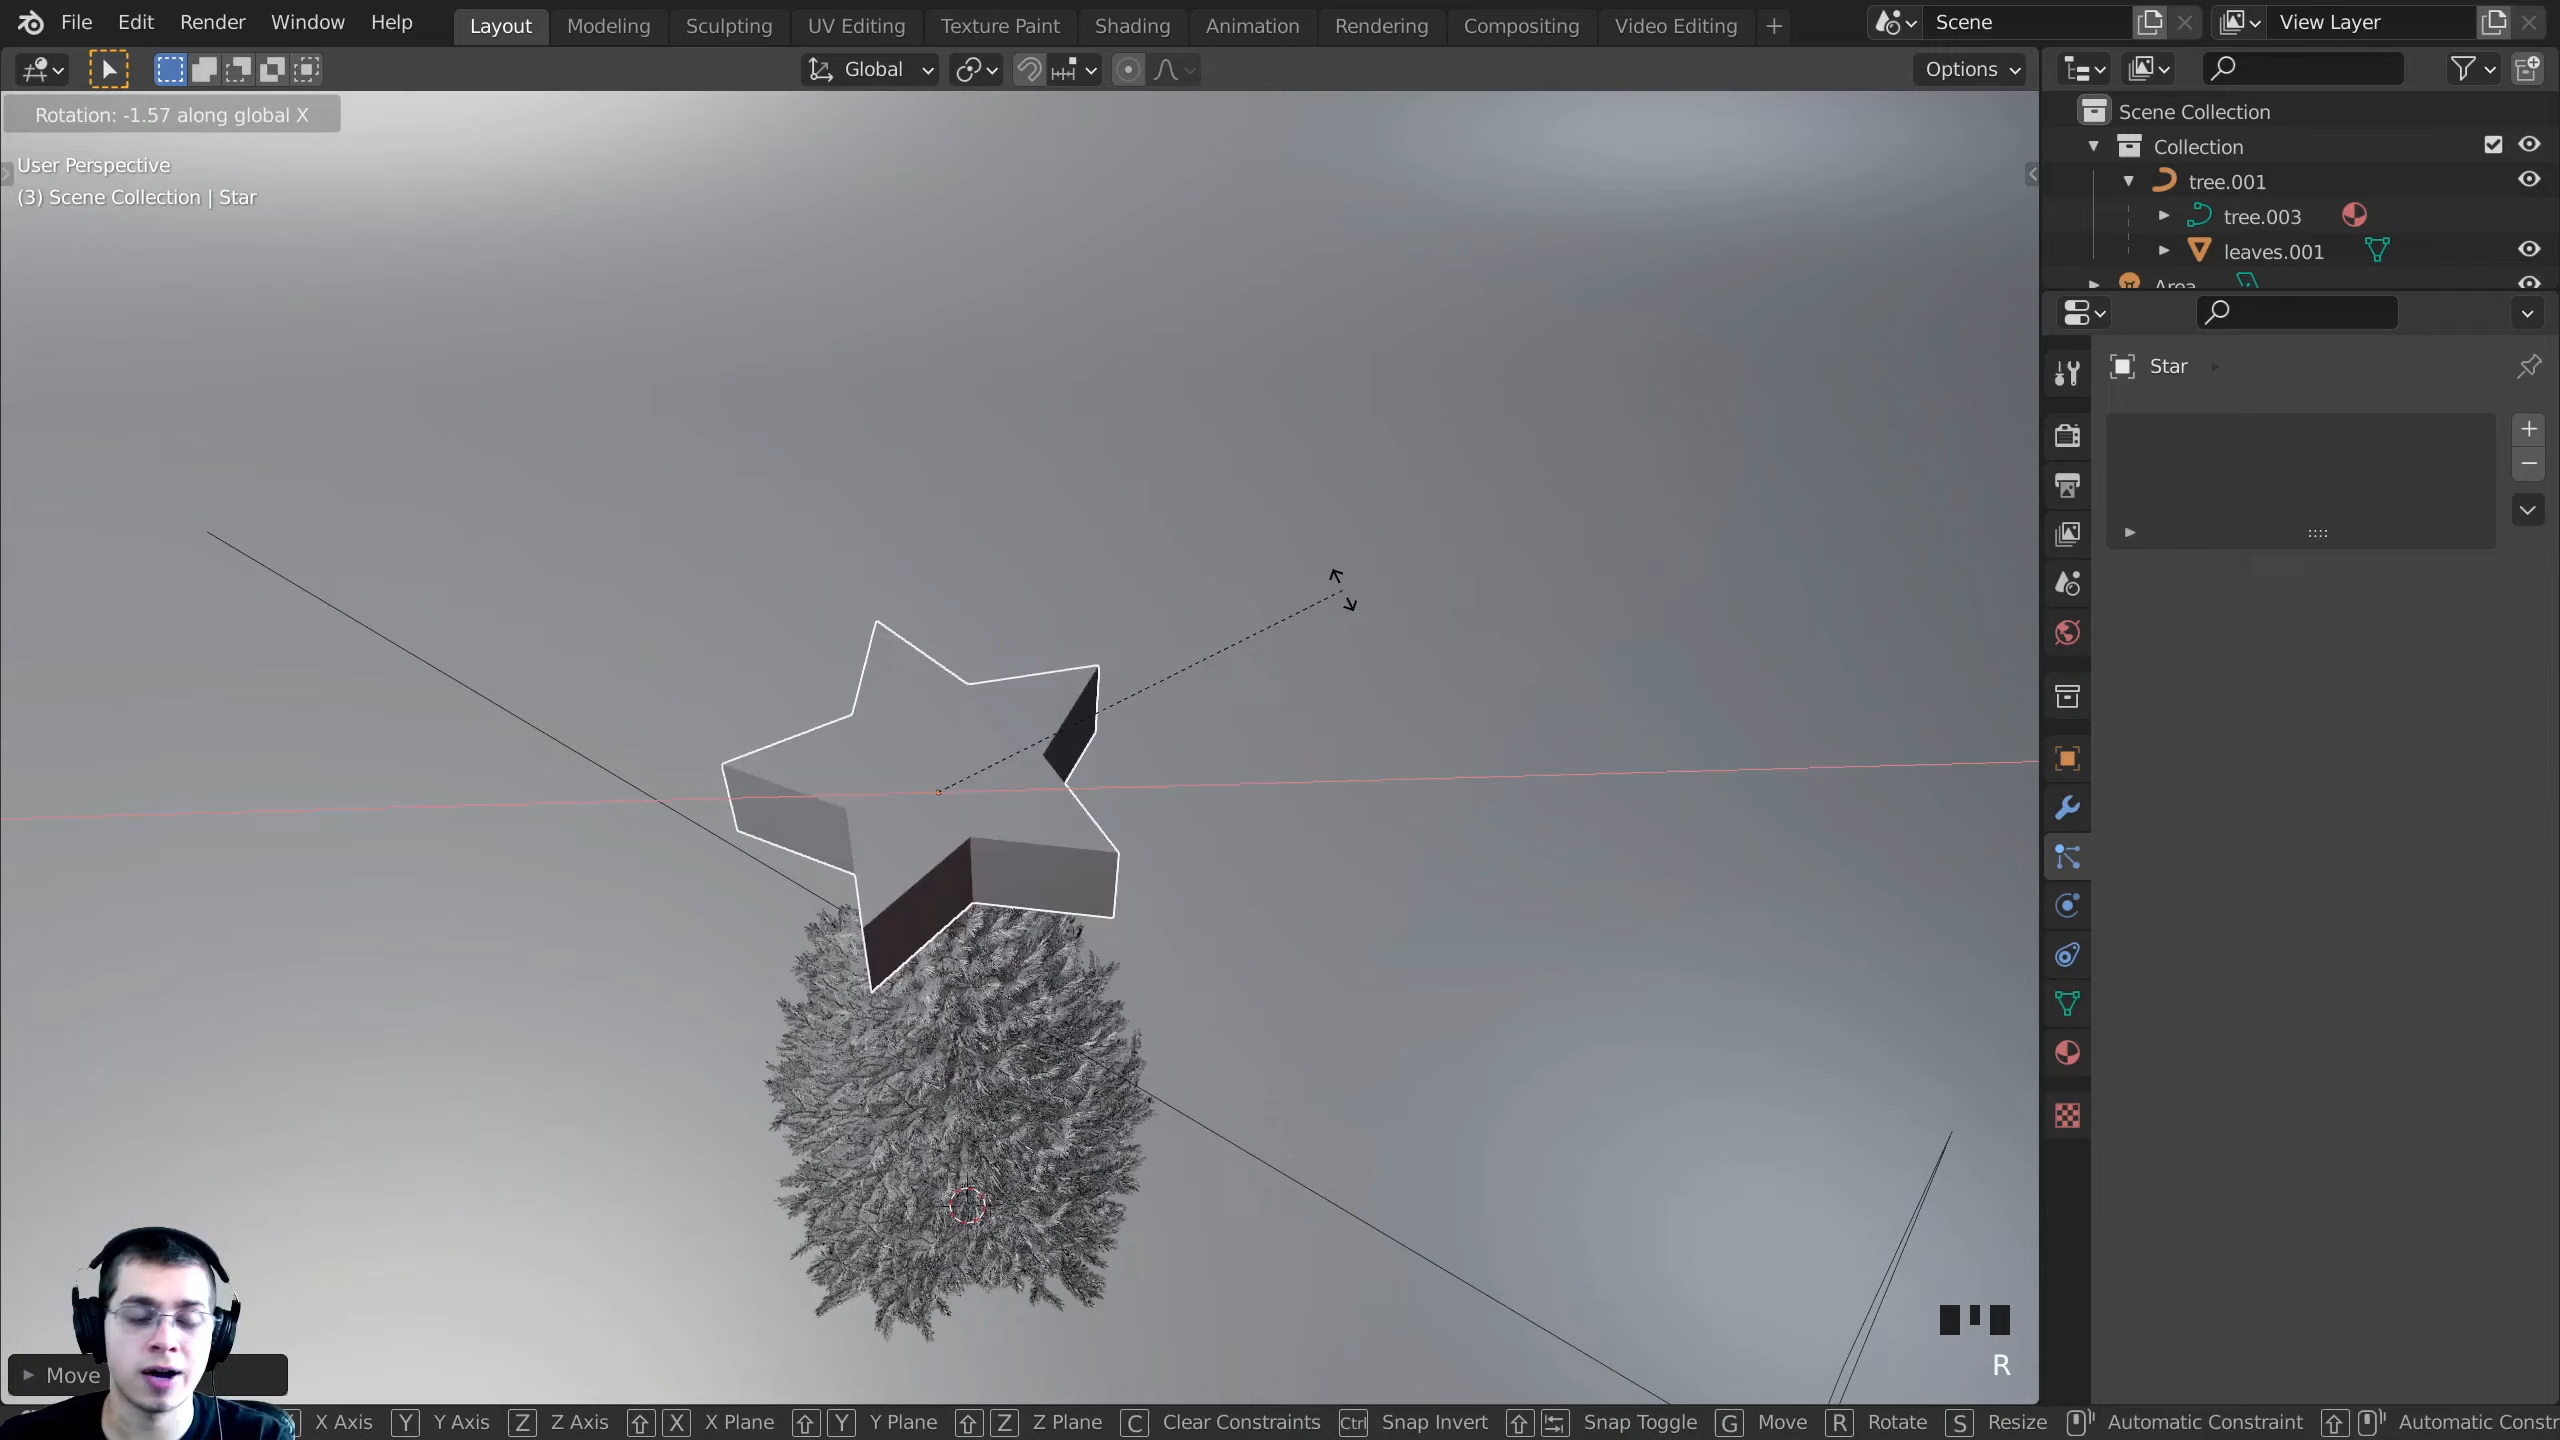 File Edit Render Window Help Layout Modeling Sculpting UV Editing Texture Paint Shading Animation Rendering Compositing Video Editing + Scene View Layer
Global Options
Rotation: -1.57 along global X
User Perspective
(3) Scene Collection | Star
Scene Collection
Collection
tree.001
tree.003
leaves.001
Area
Star
R
Move
X Axis Y Y Axis Z Z Axis X X Plane Y Y Plane Z Z Plane C Clear Constraints Ctrl Snap Invert Snap Toggle G Move R Rotate S Resize Automatic Constraint Automatic Constr